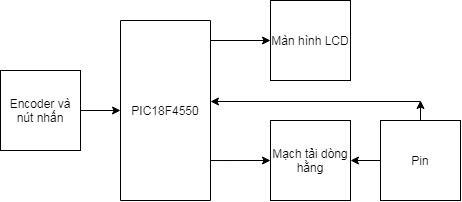 Encoder và
nút nhấn
PIC18F4550
Màn hình LCD
Mạch tải dòng
hằng
Pin